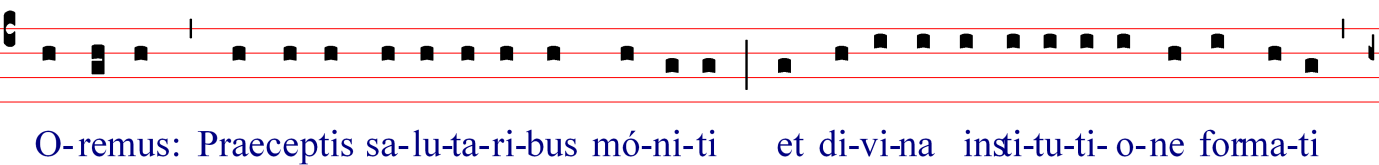 O-remus: Praeceptis sa-lu-ta-ri-bus mó-ni-ti et di-vi-na insti-tu-ti-o-ne forma-ti